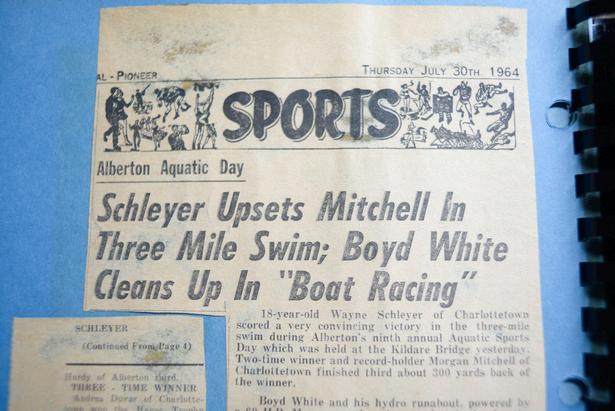 AL - PIONEER
THURSDAY JULY 30TH 1964
SPORTS
Alberton Aquatic Day
Schleyer Upsets Mitchell In
Three Mile Swim; Boyd White
Cleans Up In "Boat Racing"
18-year-old Wayne Schleyer of Charlottetown
scored a very convincing victory in the three-mile
swim during Alberton's ninth annual Aquatic Sports
Day which was held at the Kildare Bridge yesterday.
Two-time winner and record-holder Morgan Mitchell of
Charlottetown finished third about 300 yards back of
the winner.
Boyd White and his hydro runabout, powered by
SCHLEYER
(Continued From Page 4)
Hardy of Alberton third.
THREE - TIME WINNER
Andrea Duvar of Charlotte-